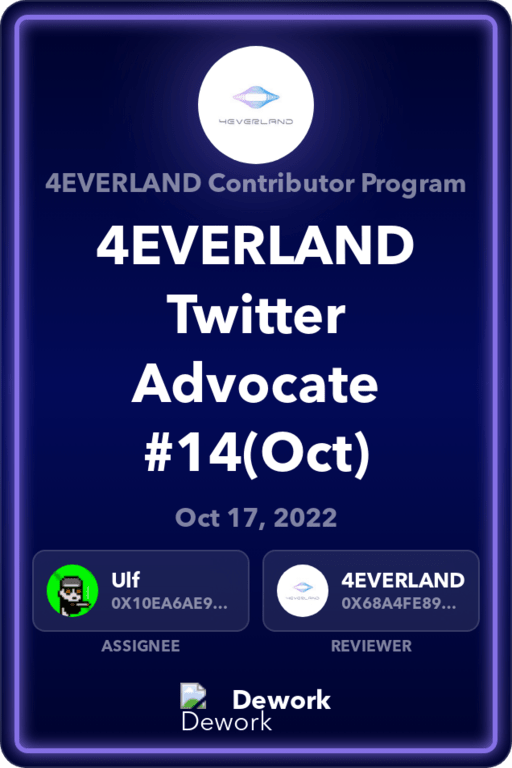 4EVERLAND
4EVERLAND Contributor Program
4EVERLAND
Twitter
Advocate
#14(Oct)
Oct 17, 2022
Ulf
0X10EA6AE9...
ASSIGNEE
4EVERLAND
4EVERLAND
0X68A4FE89...
REVIEWER
Dework
Dework